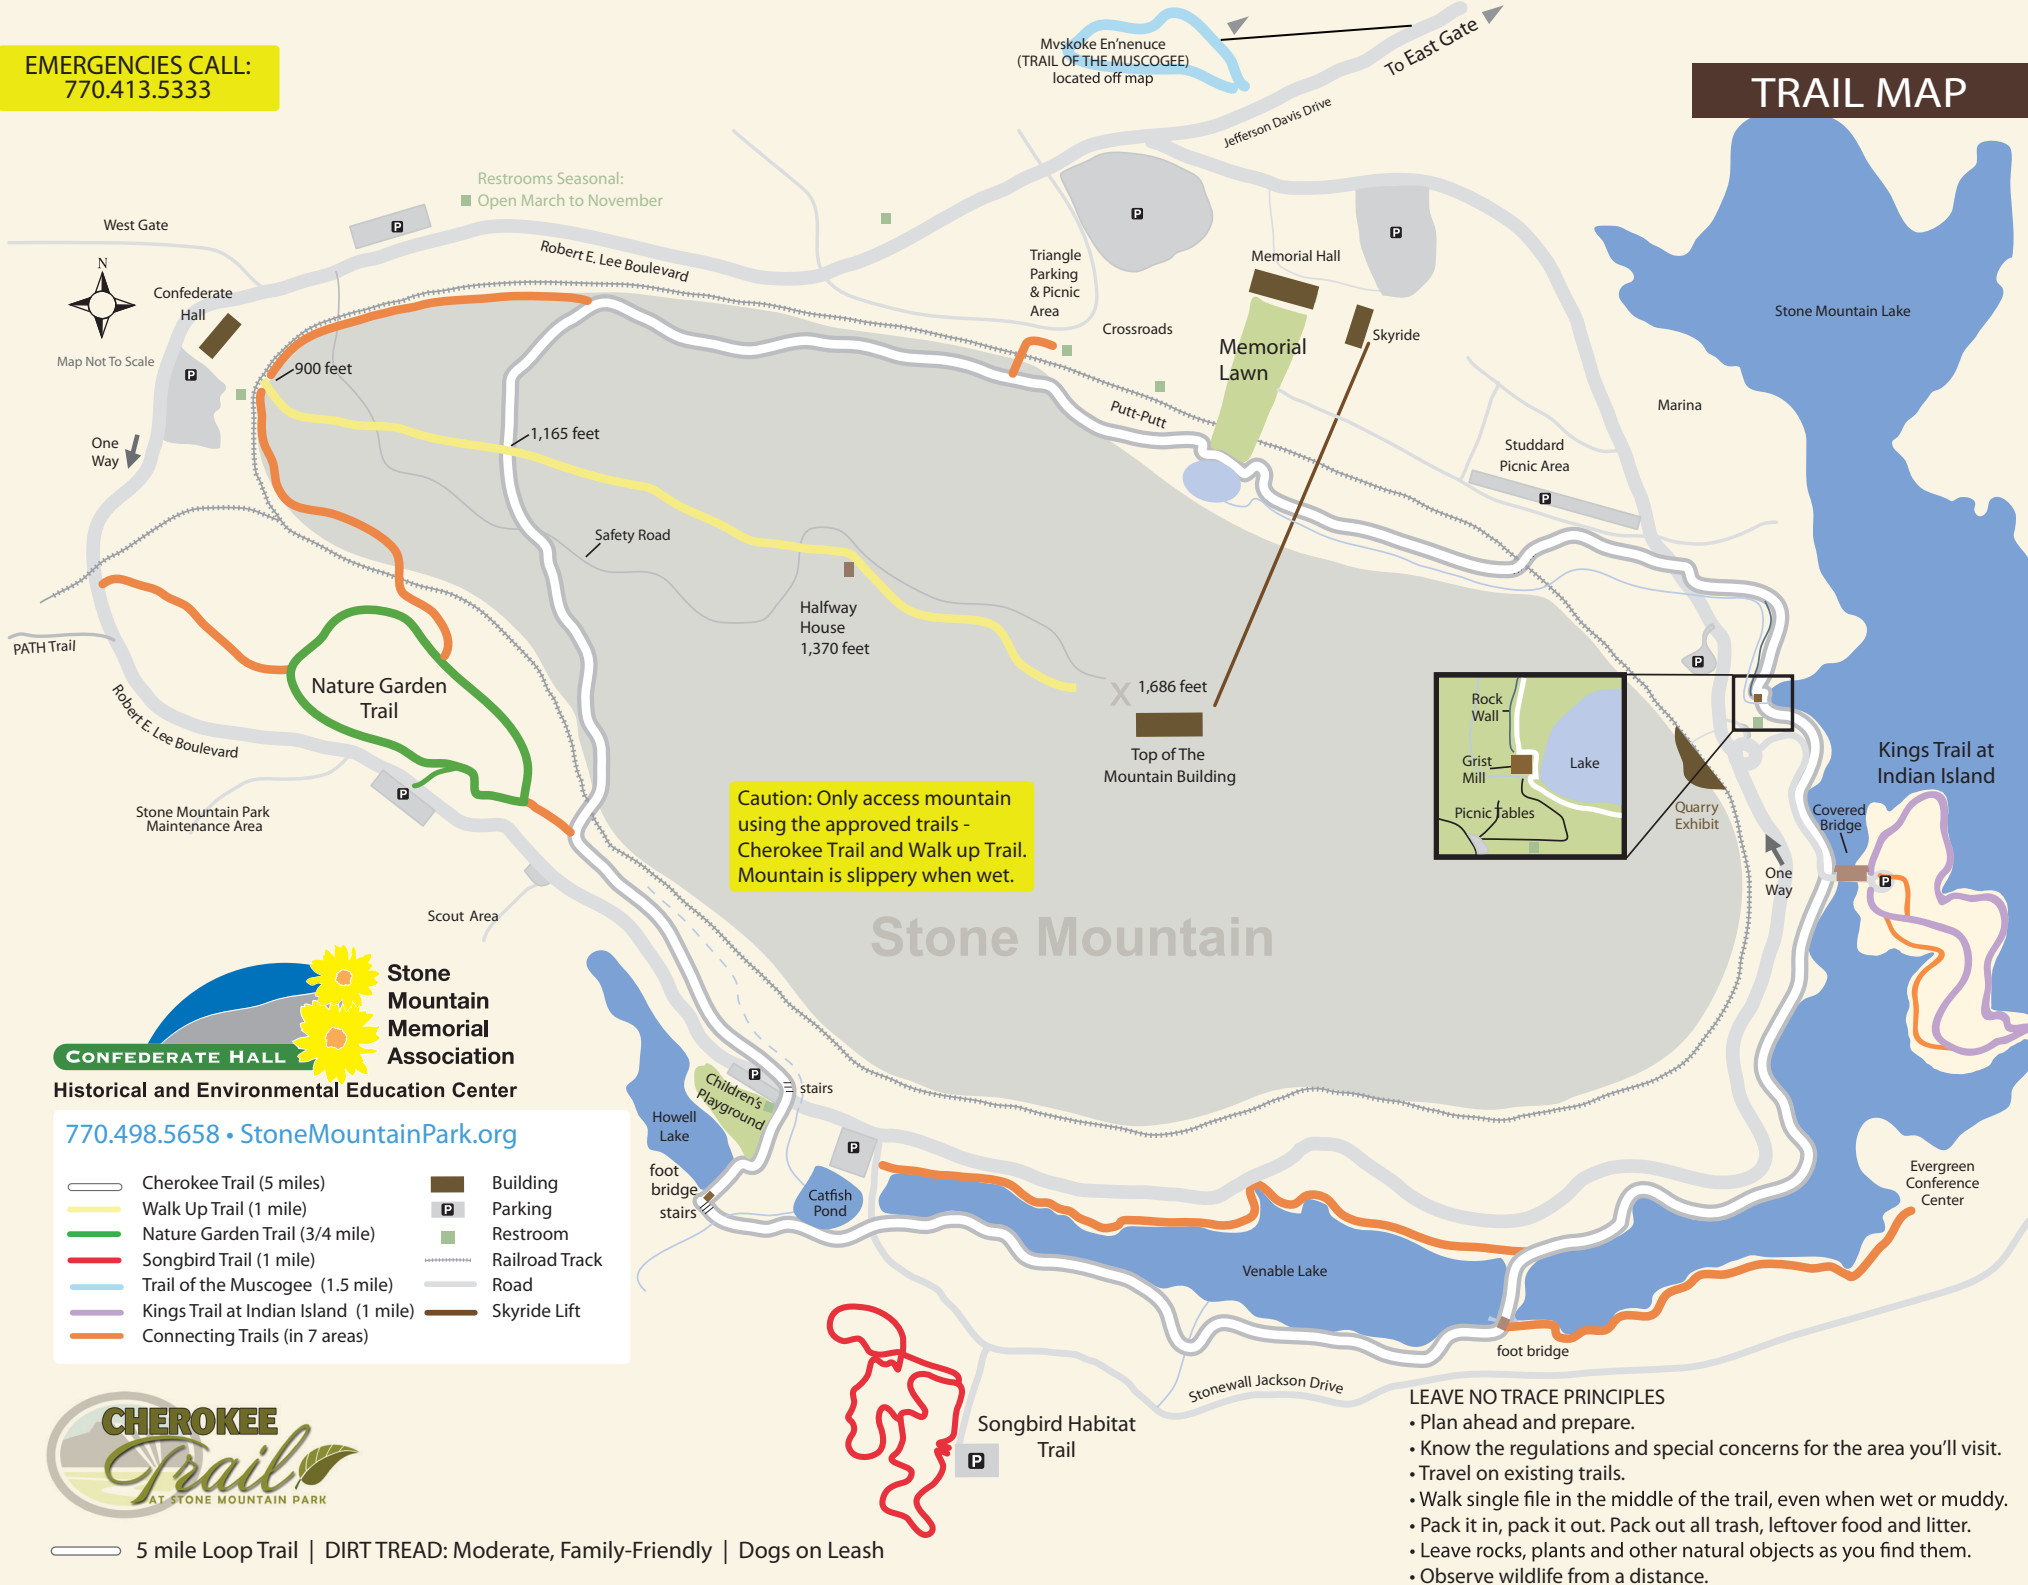 EMERGENCIES CALL:
770.413.5333
Mvskoke En'nenuce
(TRAIL OF THE MUSCOGEE)
located off map
To East Gate
TRAIL MAP
Jefferson Davis Drive
Restrooms Seasonal:
Open March to November
P
P
P
West Gate
Robert E. Lee Boulevard
N
Confederate
Hall
Map Not To Scale
P
900 feet
Triangle
Parking
& Picnic
Area
Crossroads
Memorial Hall
Memorial
Lawn
Skyride
Putt-Putt
Stone Mountain Lake
Marina
Studdard
Picnic Area
P
One
Way
1,165 feet
Safety Road
Halfway
House
1,370 feet
PATH Trail
Nature Garden
Trail
Robert E. Lee Boulevard
X 1,686 feet
Top of The
Mountain Building
P
Rock
Wall
Grist
Mill
Lake
Picnic Tables
Quarry
Exhibit
Kings Trail at
Indian Island
Covered
Bridge
P
One
Way
P
Stone Mountain Park
Maintenance Area
Caution: Only access mountain
using the approved trails -
Cherokee Trail and Walk up Trail.
Mountain is slippery when wet.
Stone Mountain
Scout Area
Stone
Mountain
Memorial
Association
CONFEDERATE HALL
Historical and Environmental Education Center
770.498.5658 • StoneMountainPark.org
Cherokee Trail (5 miles)
Walk Up Trail (1 mile)
Nature Garden Trail (3/4 mile)
Songbird Trail (1 mile)
Trail of the Muscogee (1.5 mile)
Kings Trail at Indian Island (1 mile)
Connecting Trails (in 7 areas)
Building
P Parking
Restroom
Railroad Track
Road
Skyride Lift
P
Children's
Playground
stairs
Howell
Lake
foot
bridge
stairs
P
Catfish
Pond
Venable Lake
Evergreen
Conference
Center
foot bridge
Stonewall Jackson Drive
Songbird Habitat
Trail
P
CHEROKEE
Trail
AT STONE MOUNTAIN PARK
5 mile Loop Trail | DIRT TREAD: Moderate, Family-Friendly | Dogs on Leash
LEAVE NO TRACE PRINCIPLES
• Plan ahead and prepare.
• Know the regulations and special concerns for the area you'll visit.
• Travel on existing trails.
• Walk single file in the middle of the trail, even when wet or muddy.
• Pack it in, pack it out. Pack out all trash, leftover food and litter.
• Leave rocks, plants and other natural objects as you find them.
• Observe wildlife from a distance.